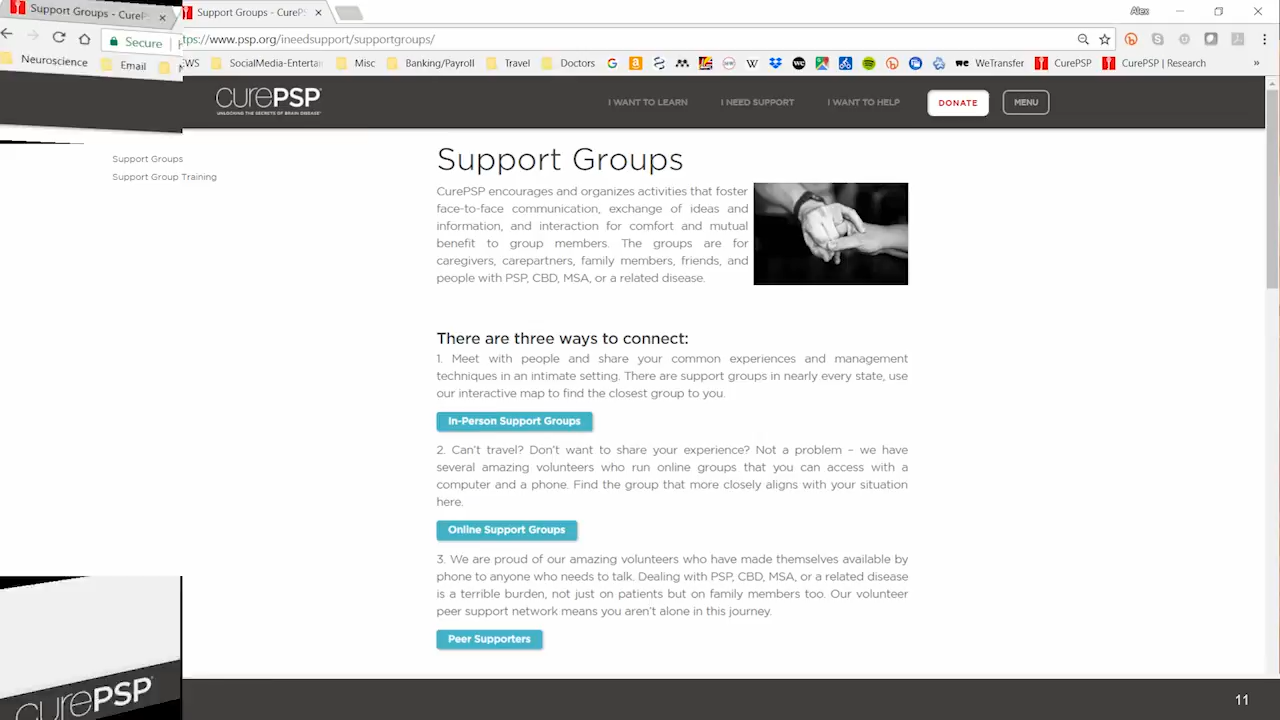 Support Groups - CureP
Support Groups - CurePSP
Alex
Secure
tps://www.psp.org/ineedsupport/supportgroups/
Neuroscience
Email
WS
SocialMedia-Entertai
Misc
Banking/Payroll
Travel
Doctors
WeTransfer
CurePSP
CurePSP | Research
»
curePSP
UNLOCKING THE SECRETS OF BRAIN DISEASE
I WANT TO LEARN
I NEED SUPPORT
I WANT TO HELP
DONATE
MENU
Support Groups
Support Group Training
Support Groups
CurePSP encourages and organizes activities that foster
face-to-face communication, exchange of ideas and
information, and interaction for comfort and mutual
benefit to group members. The groups are for
caregivers, carepartners, family members, friends, and
people with PSP, CBD, MSA, or a related disease.
There are three ways to connect:
1. Meet with people and share your common experiences and management
techniques in an intimate setting. There are support groups in nearly every state, use
our interactive map to find the closest group to you.
In-Person Support Groups
2. Can't travel? Don't want to share your experience? Not a problem – we have
several amazing volunteers who run online groups that you can access with a
computer and a phone. Find the group that more closely aligns with your situation
here.
Online Support Groups
3. We are proud of our amazing volunteers who have made themselves available by
phone to anyone who needs to talk. Dealing with PSP, CBD, MSA, or a related disease
is a terrible burden, not just on patients but on family members too. Our volunteer
peer support network means you aren't alone in this journey.
Peer Supporters
curePSP
11